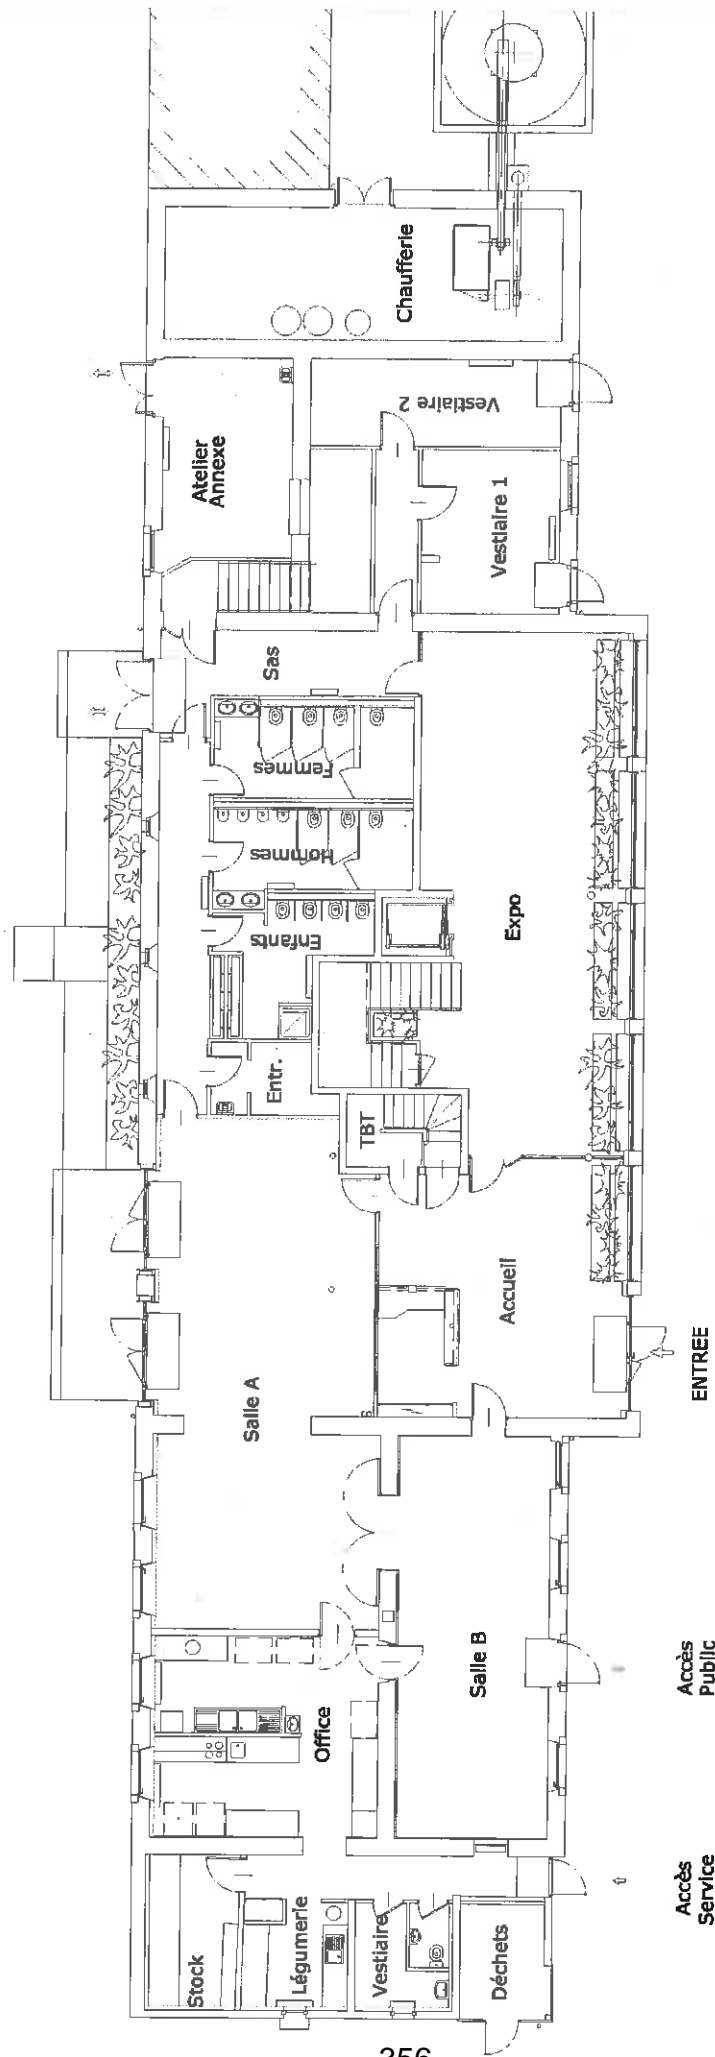 Chaufferie
Vestiaire 2
Atelier
Annexe
Vestiaire 1
Sas
Femmes
Hommes
Enfants
Expo
Entr.
TBT
Accueil
ENTREE
Salle A
Salle B
Accès
Public
Office
Accès
Service
Stock
Légumerie
Vestiaire
Déchets
256